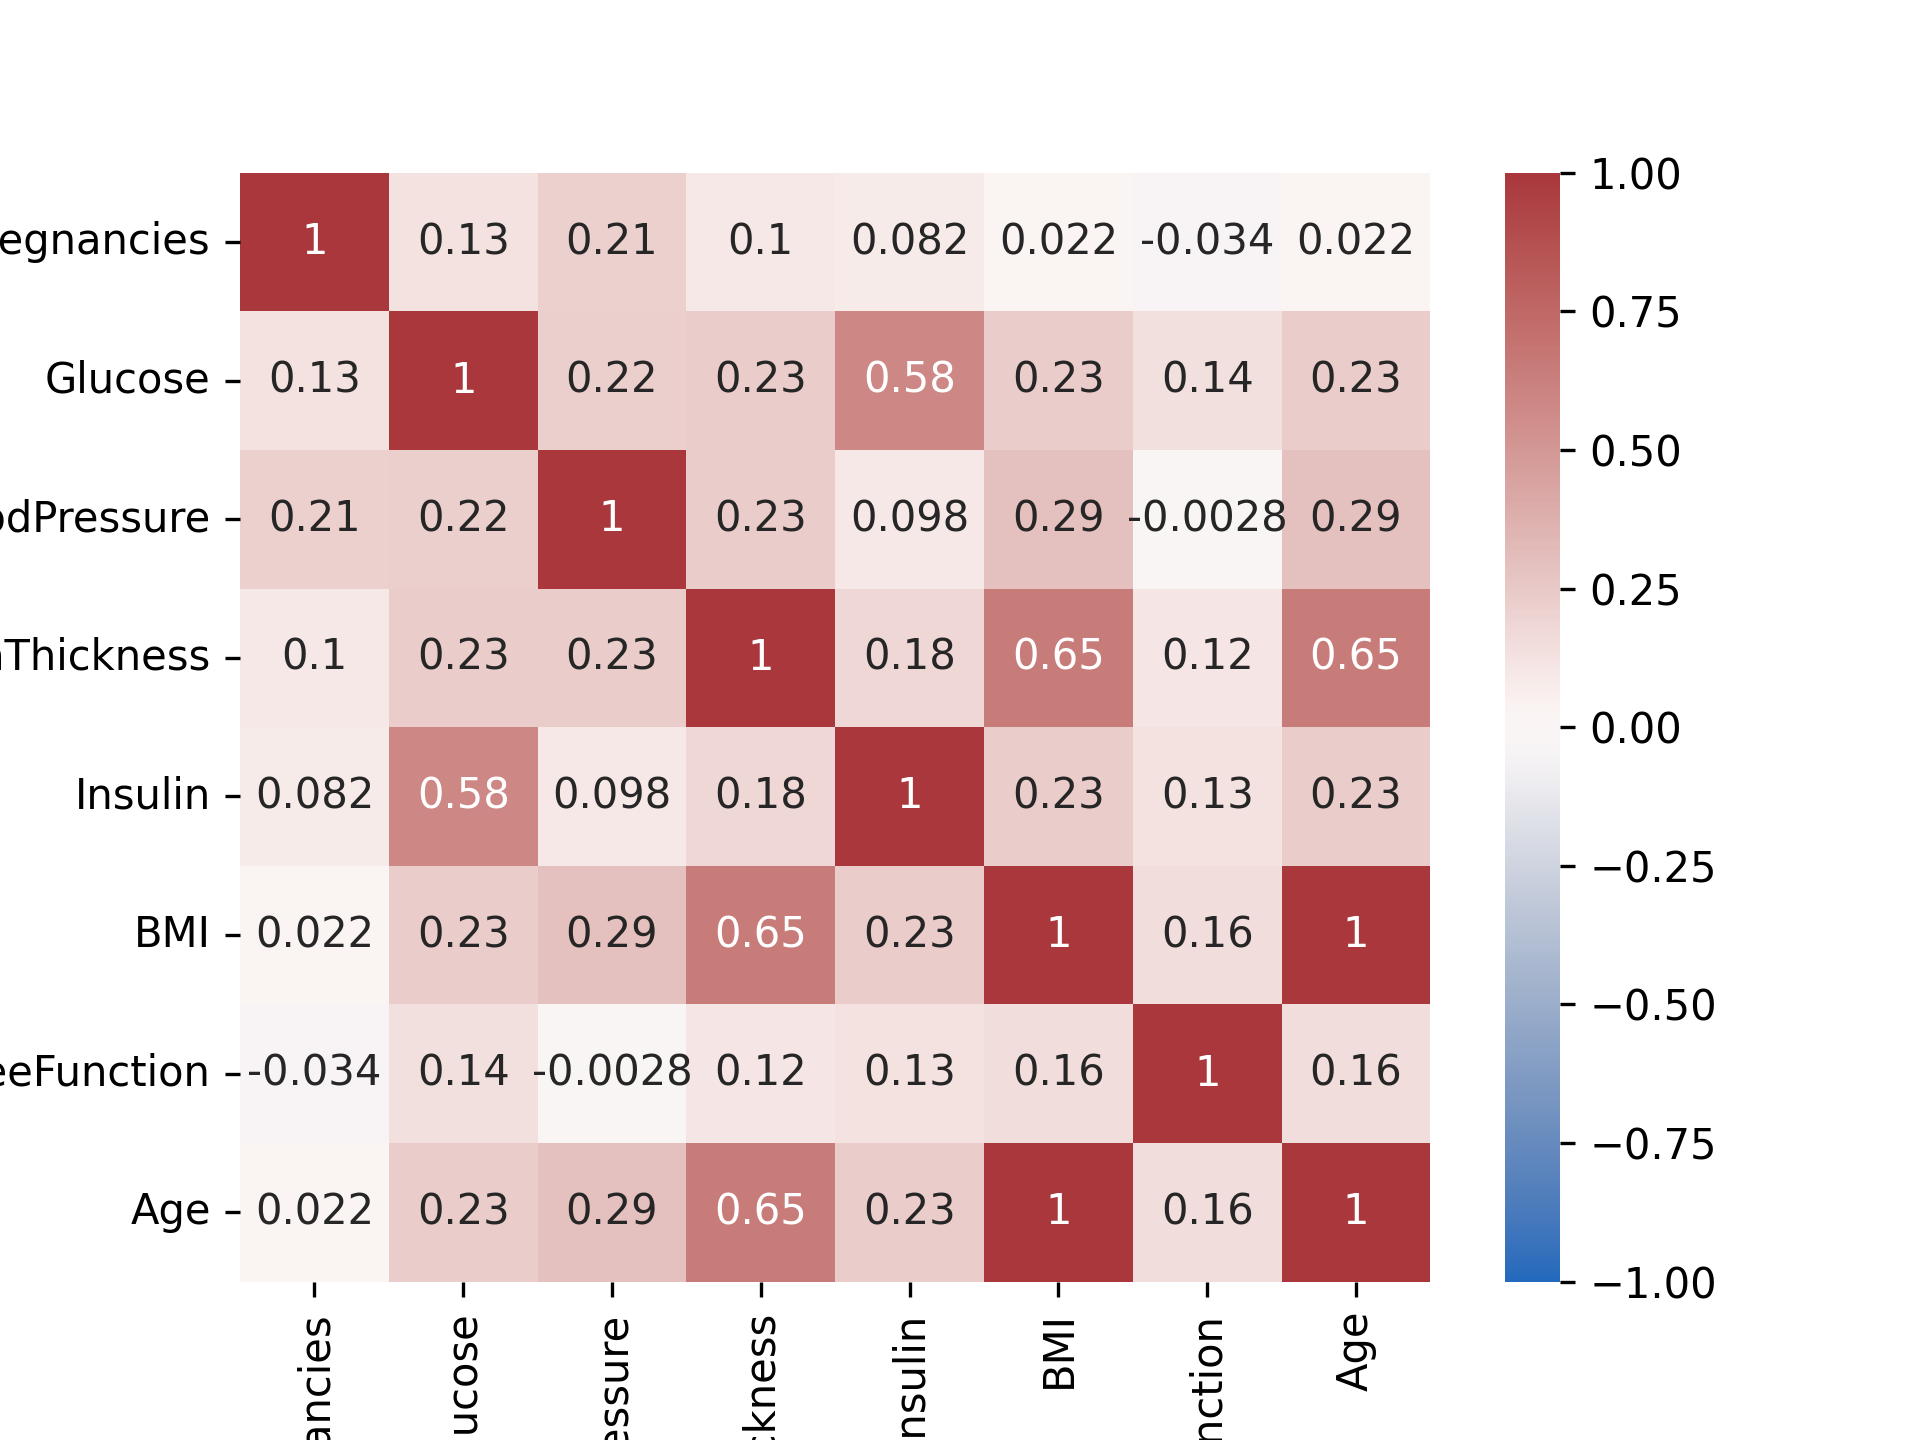 1.00
egnancies 1 0.13 0.21 0.1 0.082 0.022 -0.034 0.022
0.75
Glucose 0.13 1 0.22 0.23 0.58 0.23 0.14 0.23
0.50
odPressure 0.21 0.22 1 0.23 0.098 0.29 -0.0028 0.29
0.25
Thickness 0.1 0.23 0.23 1 0.18 0.65 0.12 0.65
0.00
Insulin 0.082 0.58 0.098 0.18 1 0.23 0.13 0.23
−0.25
BMI 0.022 0.23 0.29 0.65 0.23 1 0.16 1
−0.50
eeFunction -0.034 0.14 -0.0028 0.12 0.13 0.16 1 0.16
−0.75
Age 0.022 0.23 0.29 0.65 0.23 1 0.16 1
−1.00
ancies
ucose
essure
ckness
nsulin
BMI
nction
Age